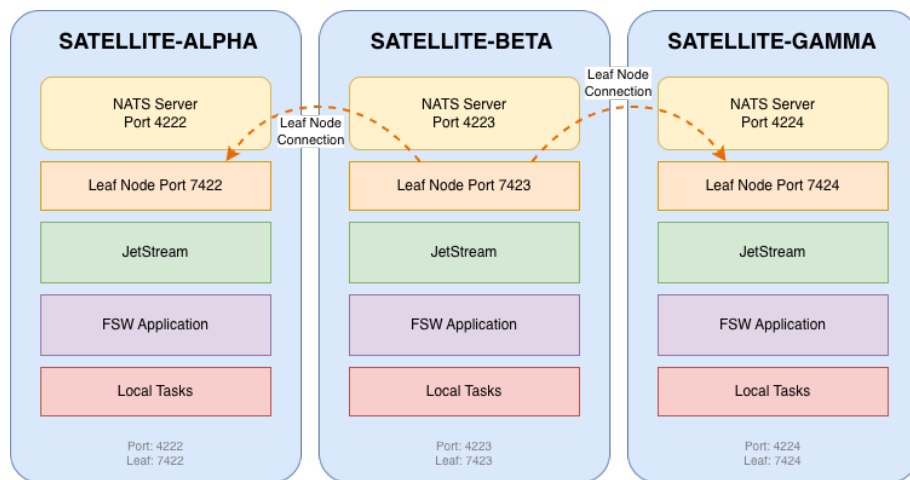 SATELLITE-ALPHA
NATS Server
Port 4222
Leaf Node Port 7422
JetStream
FSW Application
Local Tasks
Port: 4222
Leaf: 7422
Leaf Node
Connection
SATELLITE-BETA
NATS Server
Port 4223
Leaf Node Port 7423
JetStream
FSW Application
Local Tasks
Port: 4223
Leaf: 7423
Leaf Node
Connection
SATELLITE-GAMMA
NATS Server
Port 4224
Leaf Node Port 7424
JetStream
FSW Application
Local Tasks
Port: 4224
Leaf: 7424